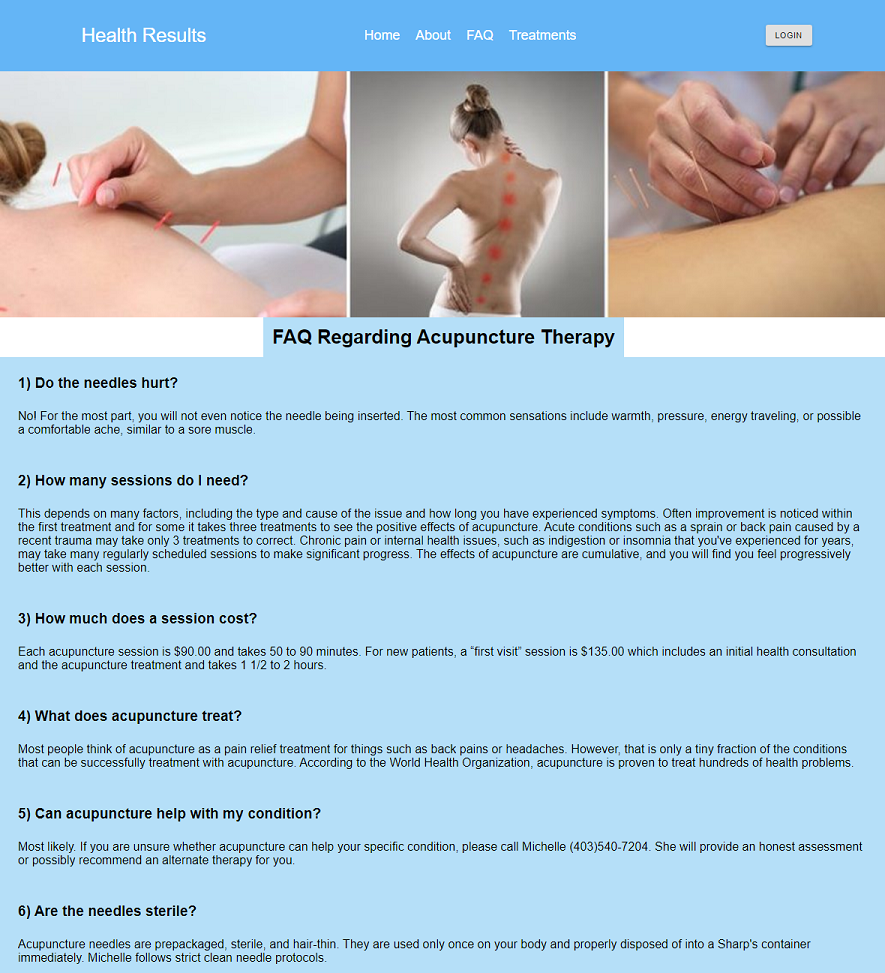 Health Results
Home About FAQ Treatments
LOGIN
FAQ Regarding Acupuncture Therapy
1) Do the needles hurt?
No! For the most part, you will not even notice the needle being inserted. The most common sensations include warmth, pressure, energy traveling, or possible
a comfortable ache, similar to a sore muscle.
2) How many sessions do I need?
This depends on many factors, including the type and cause of the issue and how long you have experienced symptoms. Often improvement is noticed within
the first treatment and for some it takes three treatments to see the positive effects of acupuncture. Acute conditions such as a sprain or back pain caused by a
recent trauma may take only 3 treatments to correct. Chronic pain or internal health issues, such as indigestion or insomnia that you've experienced for years,
may take many regularly scheduled sessions to make significant progress. The effects of acupuncture are cumulative, and you will find you feel progressively
better with each session.
3) How much does a session cost?
Each acupuncture session is $90.00 and takes 50 to 90 minutes. For new patients, a “first visit” session is $135.00 which includes an initial health consultation
and the acupuncture treatment and takes 1 1/2 to 2 hours.
4) What does acupuncture treat?
Most people think of acupuncture as a pain relief treatment for things such as back pains or headaches. However, that is only a tiny fraction of the conditions
that can be successfully treatment with acupuncture. According to the World Health Organization, acupuncture is proven to treat hundreds of health problems.
5) Can acupuncture help with my condition?
Most likely. If you are unsure whether acupuncture can help your specific condition, please call Michelle (403)540-7204. She will provide an honest assessment
or possibly recommend an alternate therapy for you.
6) Are the needles sterile?
Acupuncture needles are prepackaged, sterile, and hair-thin. They are used only once on your body and properly disposed of into a Sharp's container
immediately. Michelle follows strict clean needle protocols.